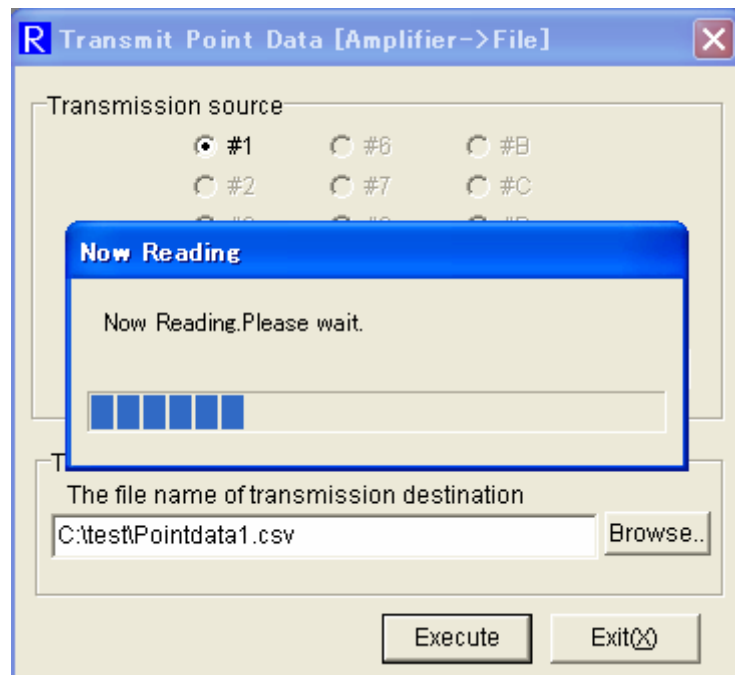 R Transmit Point Data [Amplifier->File]
Transmission source
#1 #6 #B
#2 #7 #C
Now Reading
Now Reading.Please wait.
The file name of transmission destination
C:\test\Pointdata1.csv Browse..
Execute Exit(X)